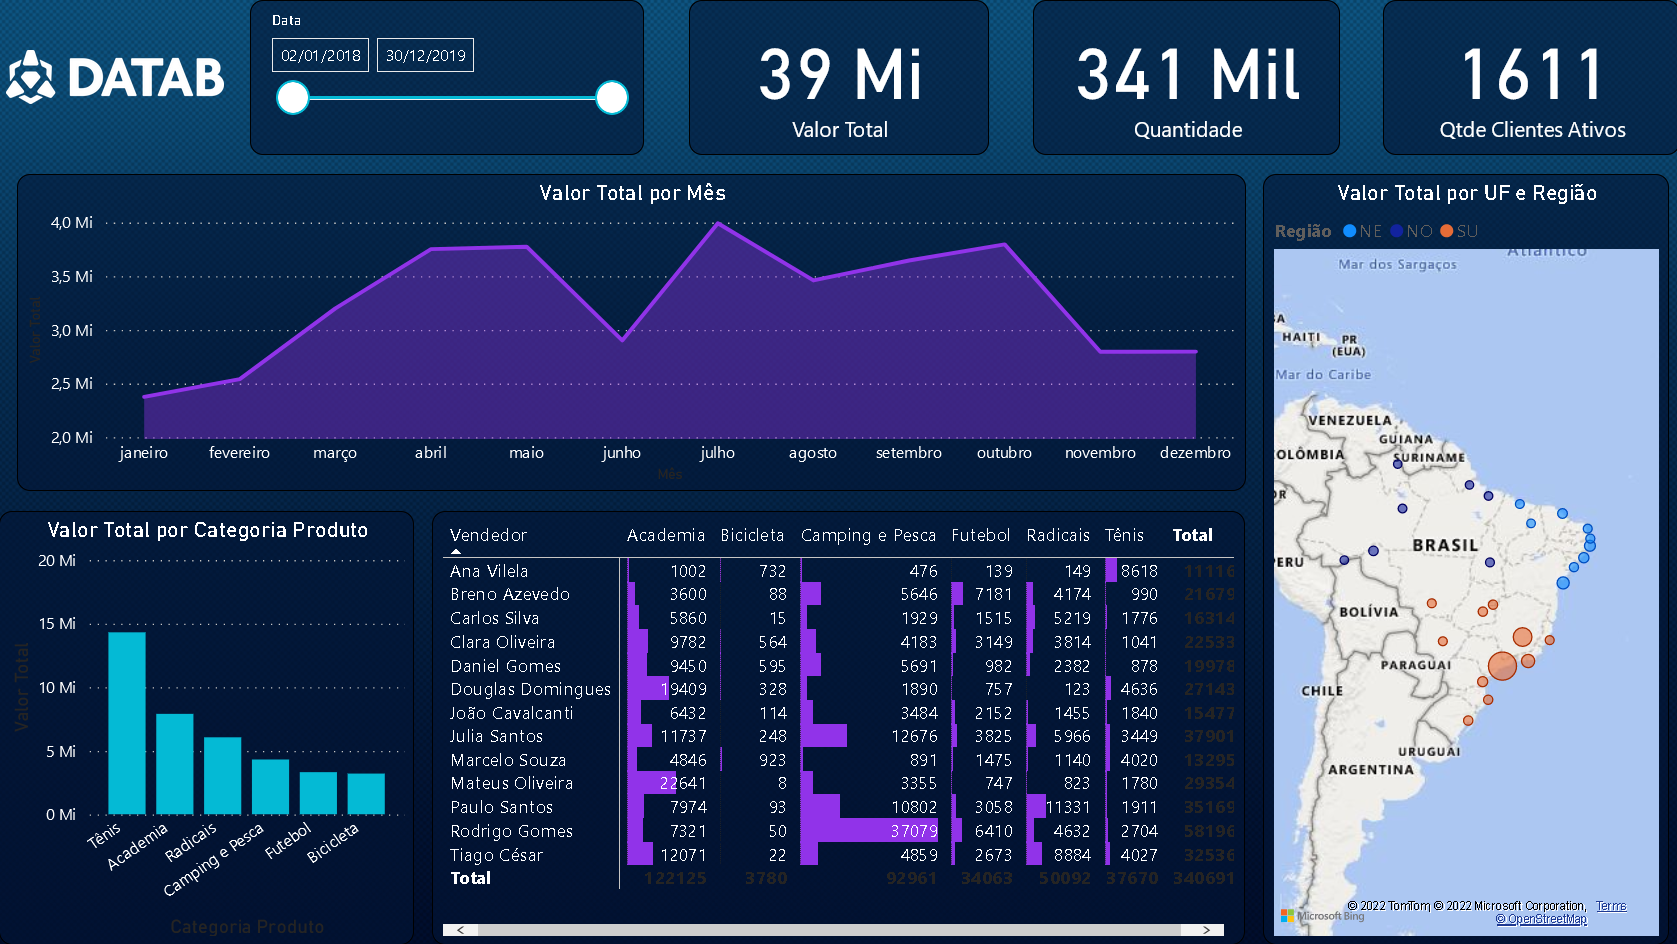 DATAB
Data
02/01/2018 30/12/2019
39 Mi
Valor Total
341 Mil
Quantidade
1611
Qtde Clientes Ativos
Valor Total por Mês
Valor Total
4,0 Mi
3,5 Mi
3,0 Mi
2,5 Mi
2,0 Mi
janeiro fevereiro março abril maio junho julho agosto setembro outubro novembro dezembro
Mês
Valor Total por UF e Região
Região NE NO SU
Atlântico
Mar dos Sargaços
HAITI
PR
(EUA)
Mar do Caribe
VENEZUELA
GUIANA
SURINAME
OLÔMBIA
OR
BRASIL
PERU
BOLÍVIA
PARAGUAI
CHILE
URUGUAI
ARGENTINA
© 2022 TomTom, © 2022 Microsoft Corporation, Terms
© OpenStreetMap
Microsoft Bing
Valor Total por Categoria Produto
Valor Total
20 Mi
15 Mi
10 Mi
5 Mi
0 Mi
Tênis Academia Radicais Camping e Pesca Futebol Bicicleta
Categoria Produto
Vendedor Academia Bicicleta Camping e Pesca Futebol Radicais Tênis Total
Ana Vilela 1002 732 476 139 149 8618 11116
Breno Azevedo 3600 88 5646 7181 4174 990 21679
Carlos Silva 5860 15 1929 1515 5219 1776 16314
Clara Oliveira 9782 564 4183 3149 3814 1041 22533
Daniel Gomes 9450 595 5691 982 2382 878 19978
Douglas Domingues 19409 328 1890 757 123 4636 27143
João Cavalcanti 6432 114 3484 2152 1455 1840 15477
Julia Santos 11737 248 12676 3825 5966 3449 37901
Marcelo Souza 4846 923 891 1475 1140 4020 13295
Mateus Oliveira 22641 8 3355 747 823 1780 29354
Paulo Santos 7974 93 10802 3058 11331 1911 35169
Rodrigo Gomes 7321 50 37079 6410 4632 2704 58196
Tiago César 12071 22 4859 2673 8884 4027 32536
Total 122125 3780 92961 34063 50092 37670 340691